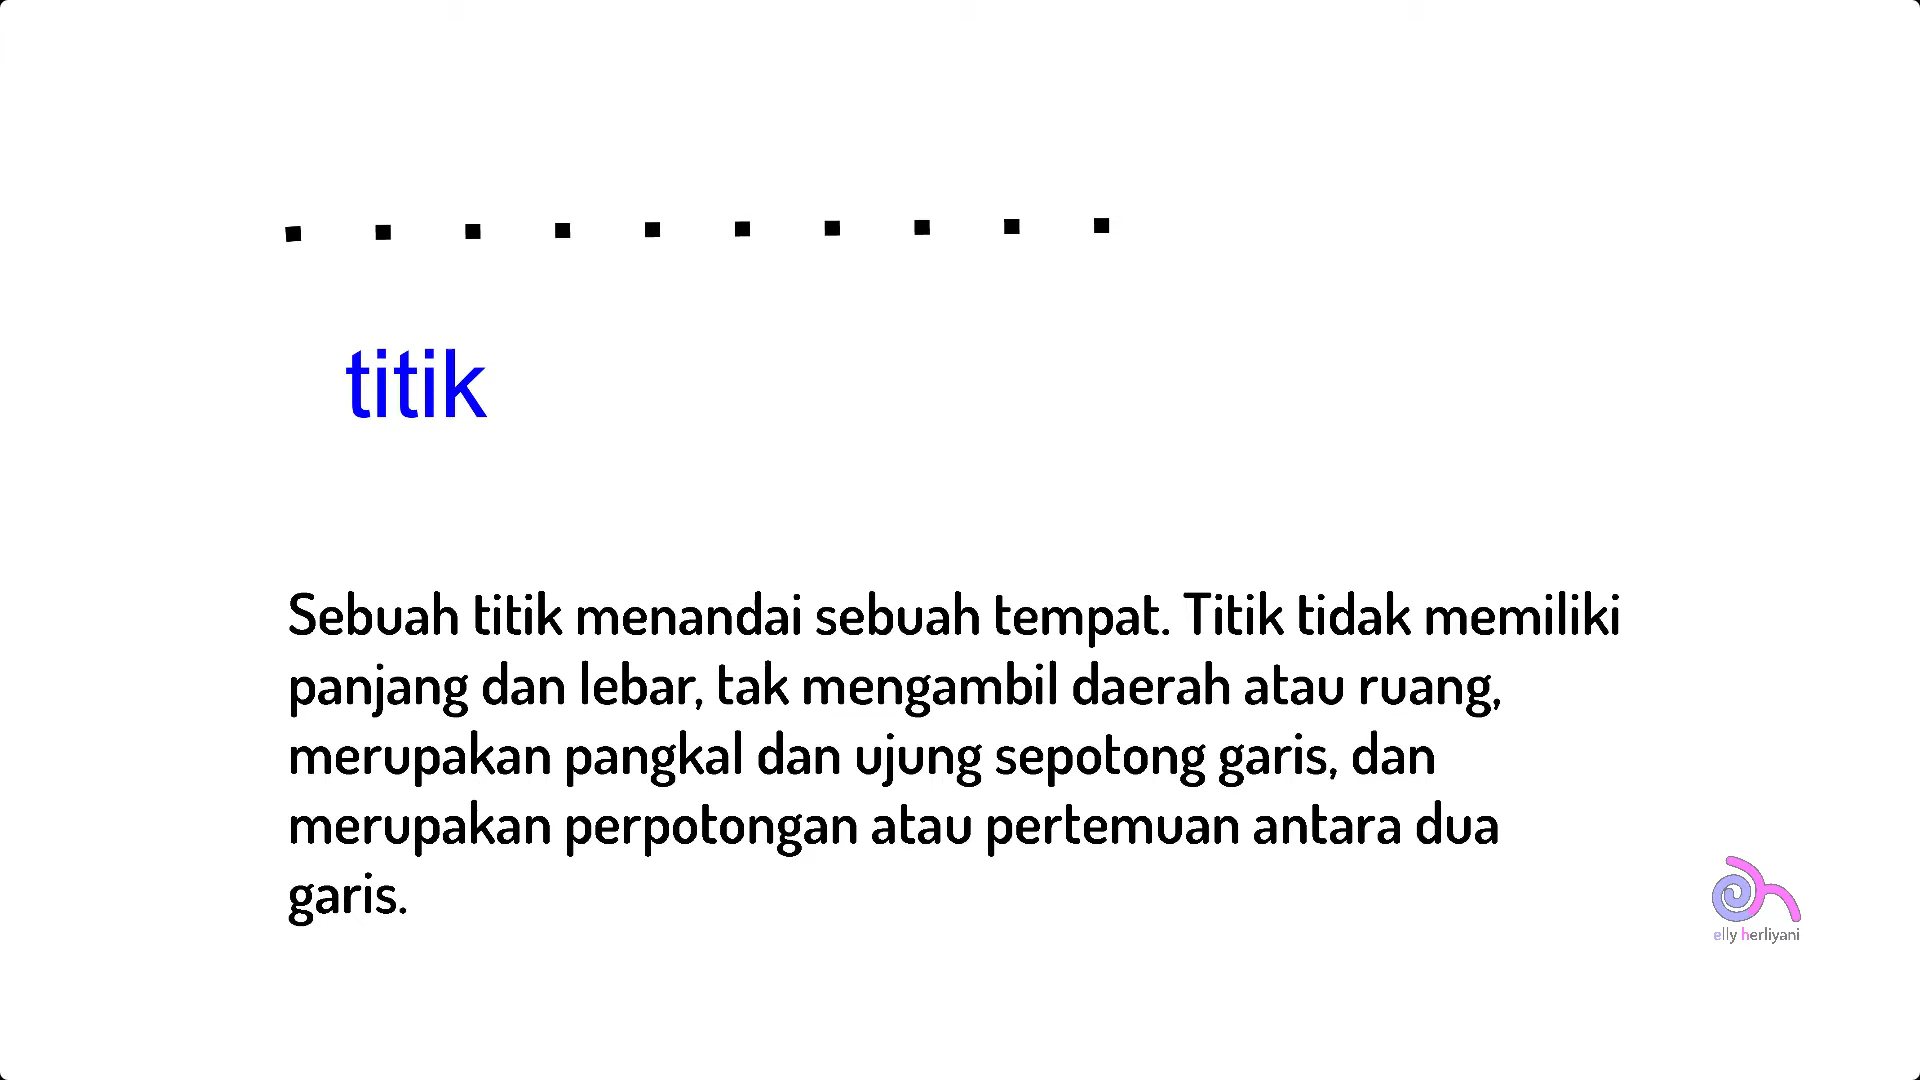 titik
Sebuah titik menandai sebuah tempat. Titik tidak memiliki
panjang dan lebar, tak mengambil daerah atau ruang,
merupakan pangkal dan ujung sepotong garis, dan
merupakan perpotongan atau pertemuan antara dua
garis.
elly herliyani